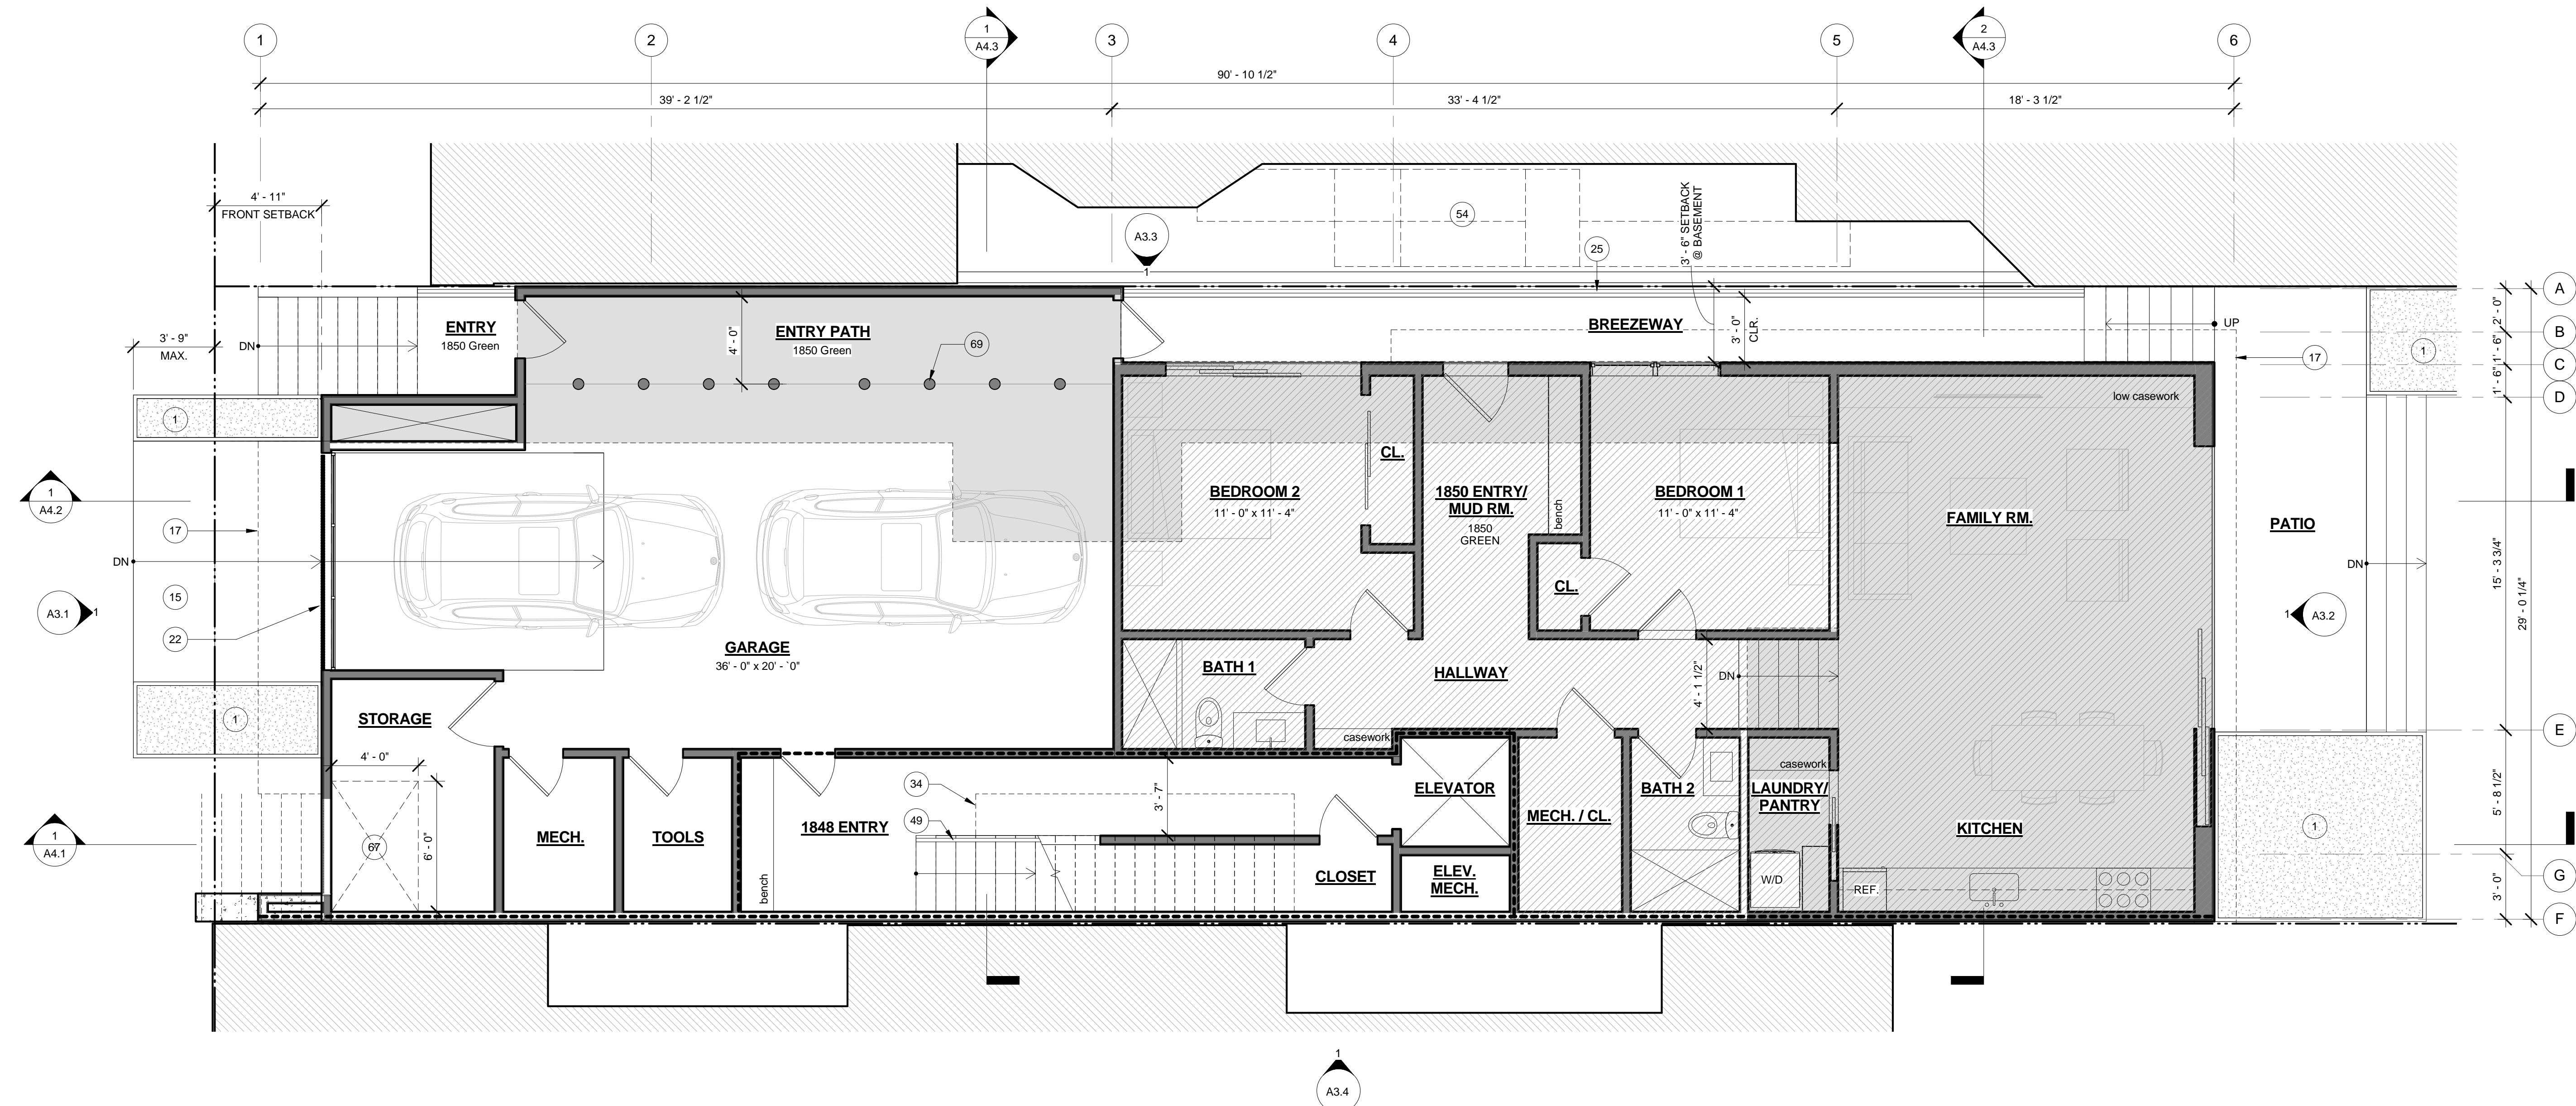 1
2
1
A4.3
3
4
5
2
A4.3
6
90' - 10 1/2"
39' - 2 1/2"
33' - 4 1/2"
18' - 3 1/2"
4' - 11"
FRONT SETBACK
A3.3
1
54
25
3' - 6" SETBACK
@ BASEMENT
A
B
C
D
2' - 0"
1' - 6"
1' - 6"
3' - 9"
MAX.
DN
ENTRY
1850 Green
ENTRY PATH
1850 Green
4' - 0"
69
BREEZEWAY
3' - 0"
CLR.
UP
17
1
1
low casework
CL.
BEDROOM 2
11' - 0" x 11' - 4"
1850 ENTRY/
MUD RM.
1850
GREEN
bench
BEDROOM 1
11' - 0" x 11' - 4"
FAMILY RM.
PATIO
1
A4.2
17
DN
15
A3.1
1
22
CL.
DN
1
A3.2
15' - 3 3/4"
29' - 0 1/4"
GARAGE
36' - 0" x 20' - `0"
BATH 1
HALLWAY
4' - 1 1/2"
DN
1
STORAGE
casework
E
4' - 0"
6' - 0"
67
MECH.
TOOLS
34
49
1848 ENTRY
bench
3' - 7"
ELEVATOR
CLOSET
ELEV.
MECH.
MECH. / CL.
BATH 2
casework
LAUNDRY/
PANTRY
W/D
REF.
KITCHEN
1
5' - 8 1/2"
3' - 0"
G
F
1
A4.1
1
A3.4